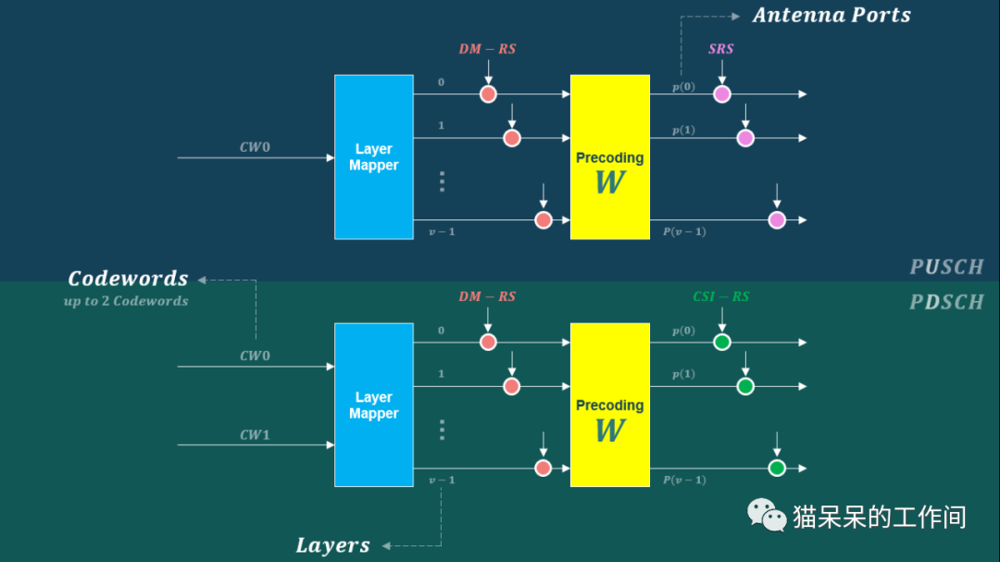 Antenna Ports
DM − RS
SRS
0
p(0)
1
p(1)
CW0
Layer
Mapper
Precoding
W
⋮
v − 1
P(v−1)
PUSCH
Codewords
up to 2 Codewords
PDSCH
DM − RS
CSI − RS
0
p(0)
CW0
1
p(1)
Layer
Mapper
Precoding
W
⋮
CW1
v − 1
P(v−1)
猫呆呆的工作间
Layers